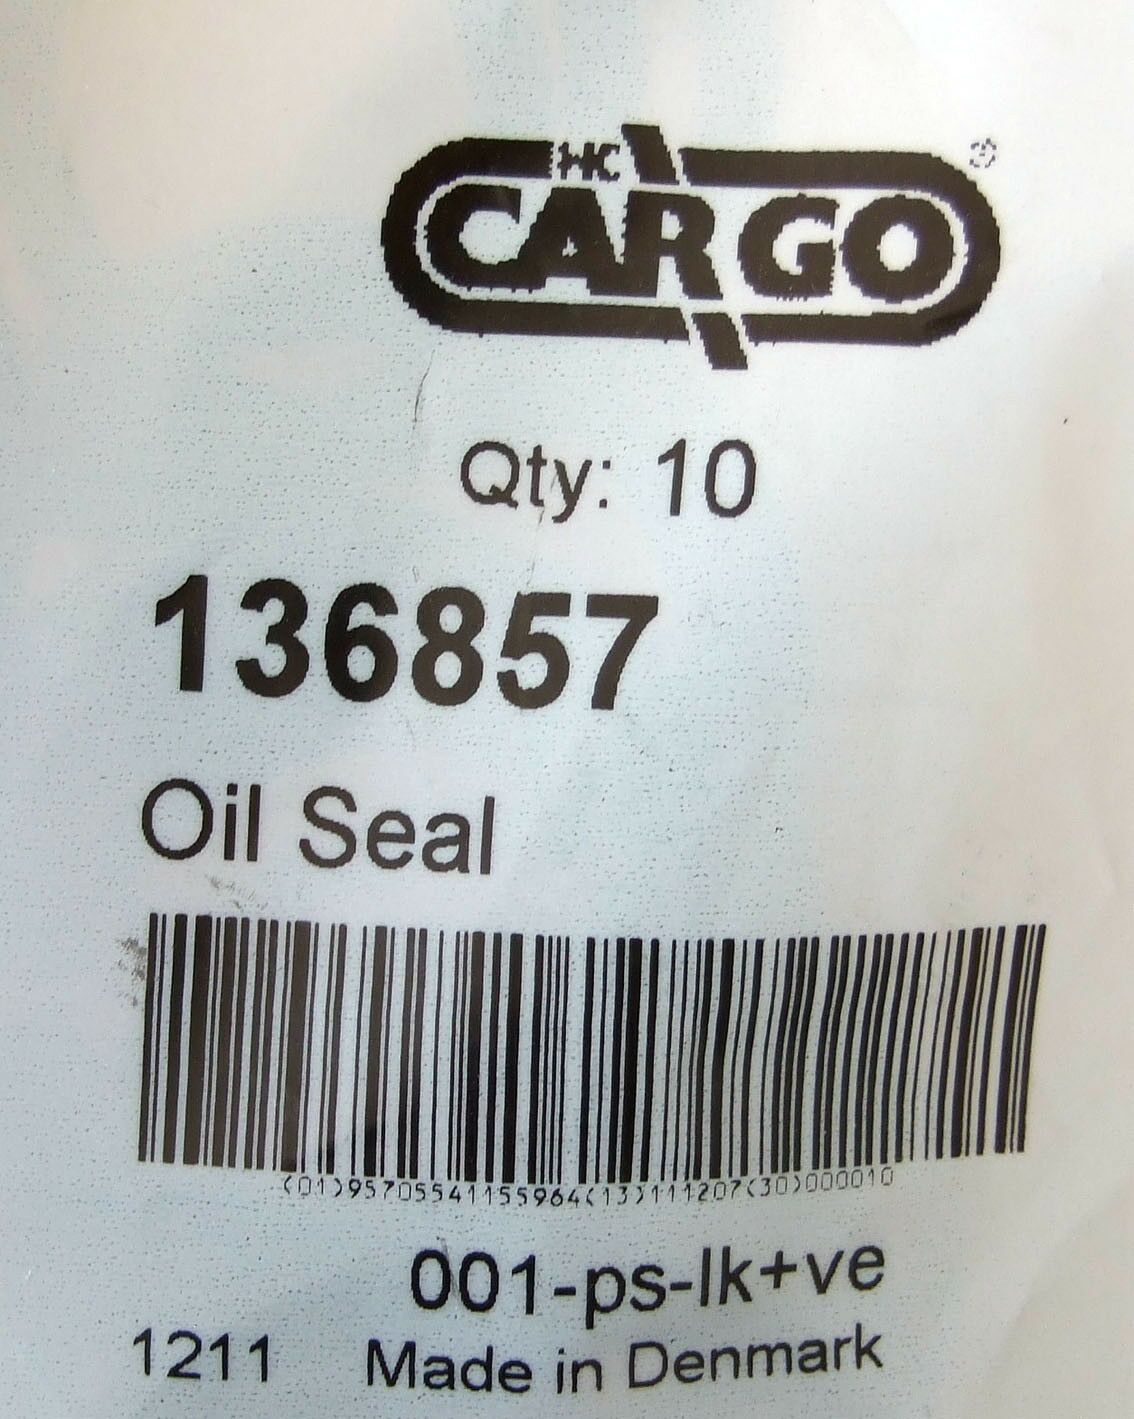 HC
CARGO®
Qty: 10
136857
Oil Seal
(01)95705541155964(13)111207(30)000010
001-ps-lk+ve
1211 Made in Denmark